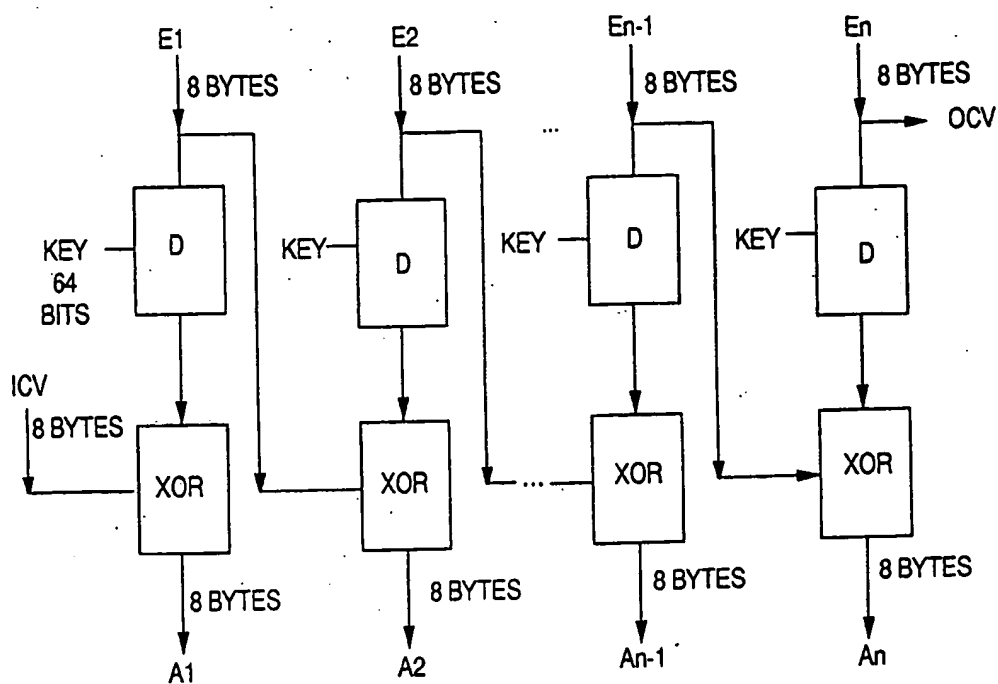 E1
E2
En-1
En
8 BYTES
8 BYTES
8 BYTES
8 BYTES
OCV
...
D
D
D
D
KEY
64
BITS
KEY
KEY
KEY
ICV
8 BYTES
XOR
XOR
...
XOR
XOR
8 BYTES
8 BYTES
8 BYTES
8 BYTES
A1
A2
An-1
An